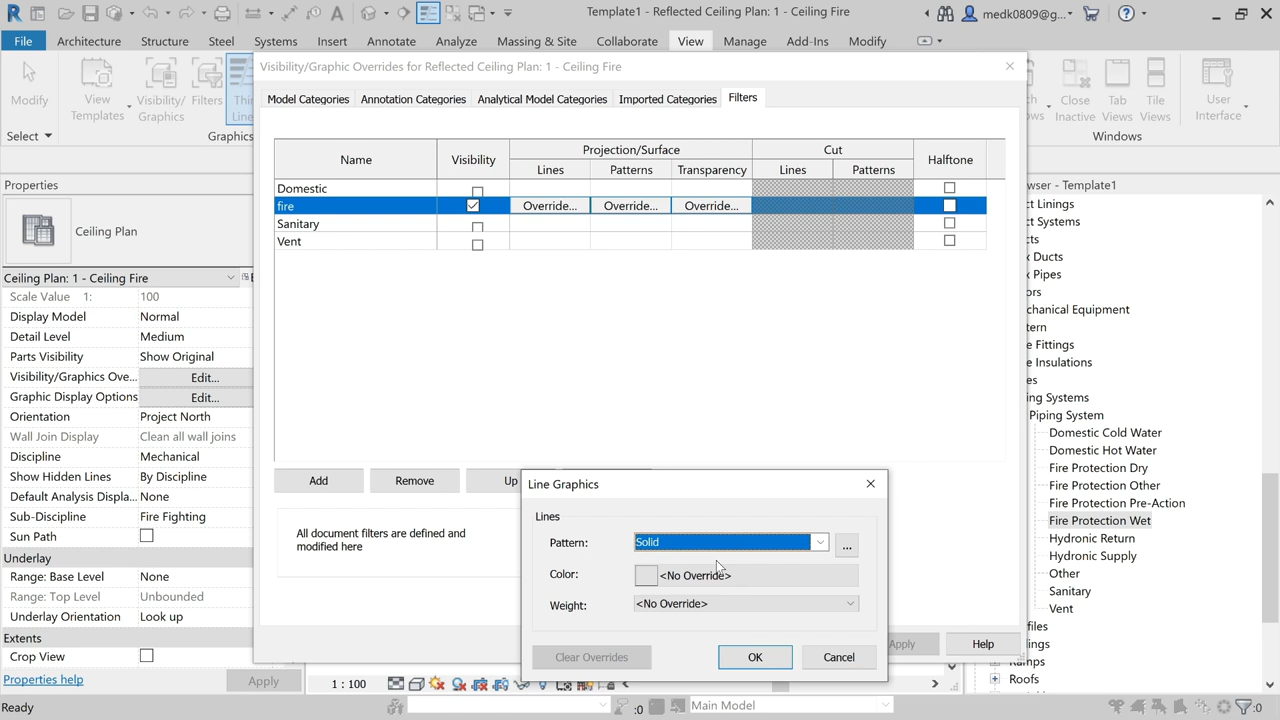 Template1 - Reflected Ceiling Plan: 1 - Ceiling Fire
medk0809@g...
File Architecture Structure Steel Systems Insert Annotate Analyze Massing & Site Collaborate View Manage Add-Ins Modify
Modify
View
Templates
Visibility/
Graphics
Filters
Thin
Line
Close
Inactive
Tab
Views
Tile
Views
User
Interface
Select
Graphics
Windows
Visibility/Graphic Overrides for Reflected Ceiling Plan: 1 - Ceiling Fire
Model Categories Annotation Categories Analytical Model Categories Imported Categories Filters
Name Visibility Projection/Surface Cut Halftone
Lines Patterns Transparency Lines Patterns
Domestic
fire Override... Override... Override...
Sanitary
Vent
Add Remove Up
All document filters are defined and
modified here
Apply Help
Line Graphics
Lines
Pattern: Solid ...
Color: <No Override>
Weight: <No Override>
Clear Overrides OK Cancel
Properties
Ceiling Plan
Ceiling Plan: 1 - Ceiling Fire
Scale Value 1: 100
Display Model Normal
Detail Level Medium
Parts Visibility Show Original
Visibility/Graphics Ove... Edit...
Graphic Display Options Edit...
Orientation Project North
Wall Join Display Clean all wall joins
Discipline Mechanical
Show Hidden Lines By Discipline
Default Analysis Displa... None
Sub-Discipline Fire Fighting
Sun Path
Underlay
Range: Base Level None
Range: Top Level Unbounded
Underlay Orientation Look up
Extents
Crop View
Properties help Apply
wser - Template1
ct Linings
ct Systems
cts
x Ducts
x Pipes
ors
chanical Equipment
tern
e Fittings
e Insulations
es
ing Systems
Piping System
Domestic Cold Water
Domestic Hot Water
Fire Protection Dry
Fire Protection Other
Fire Protection Pre-Action
Fire Protection Wet
Hydronic Return
Hydronic Supply
Other
Sanitary
Vent
files
ings
Ramps
Roofs
1 : 100
Ready :0 Main Model :0